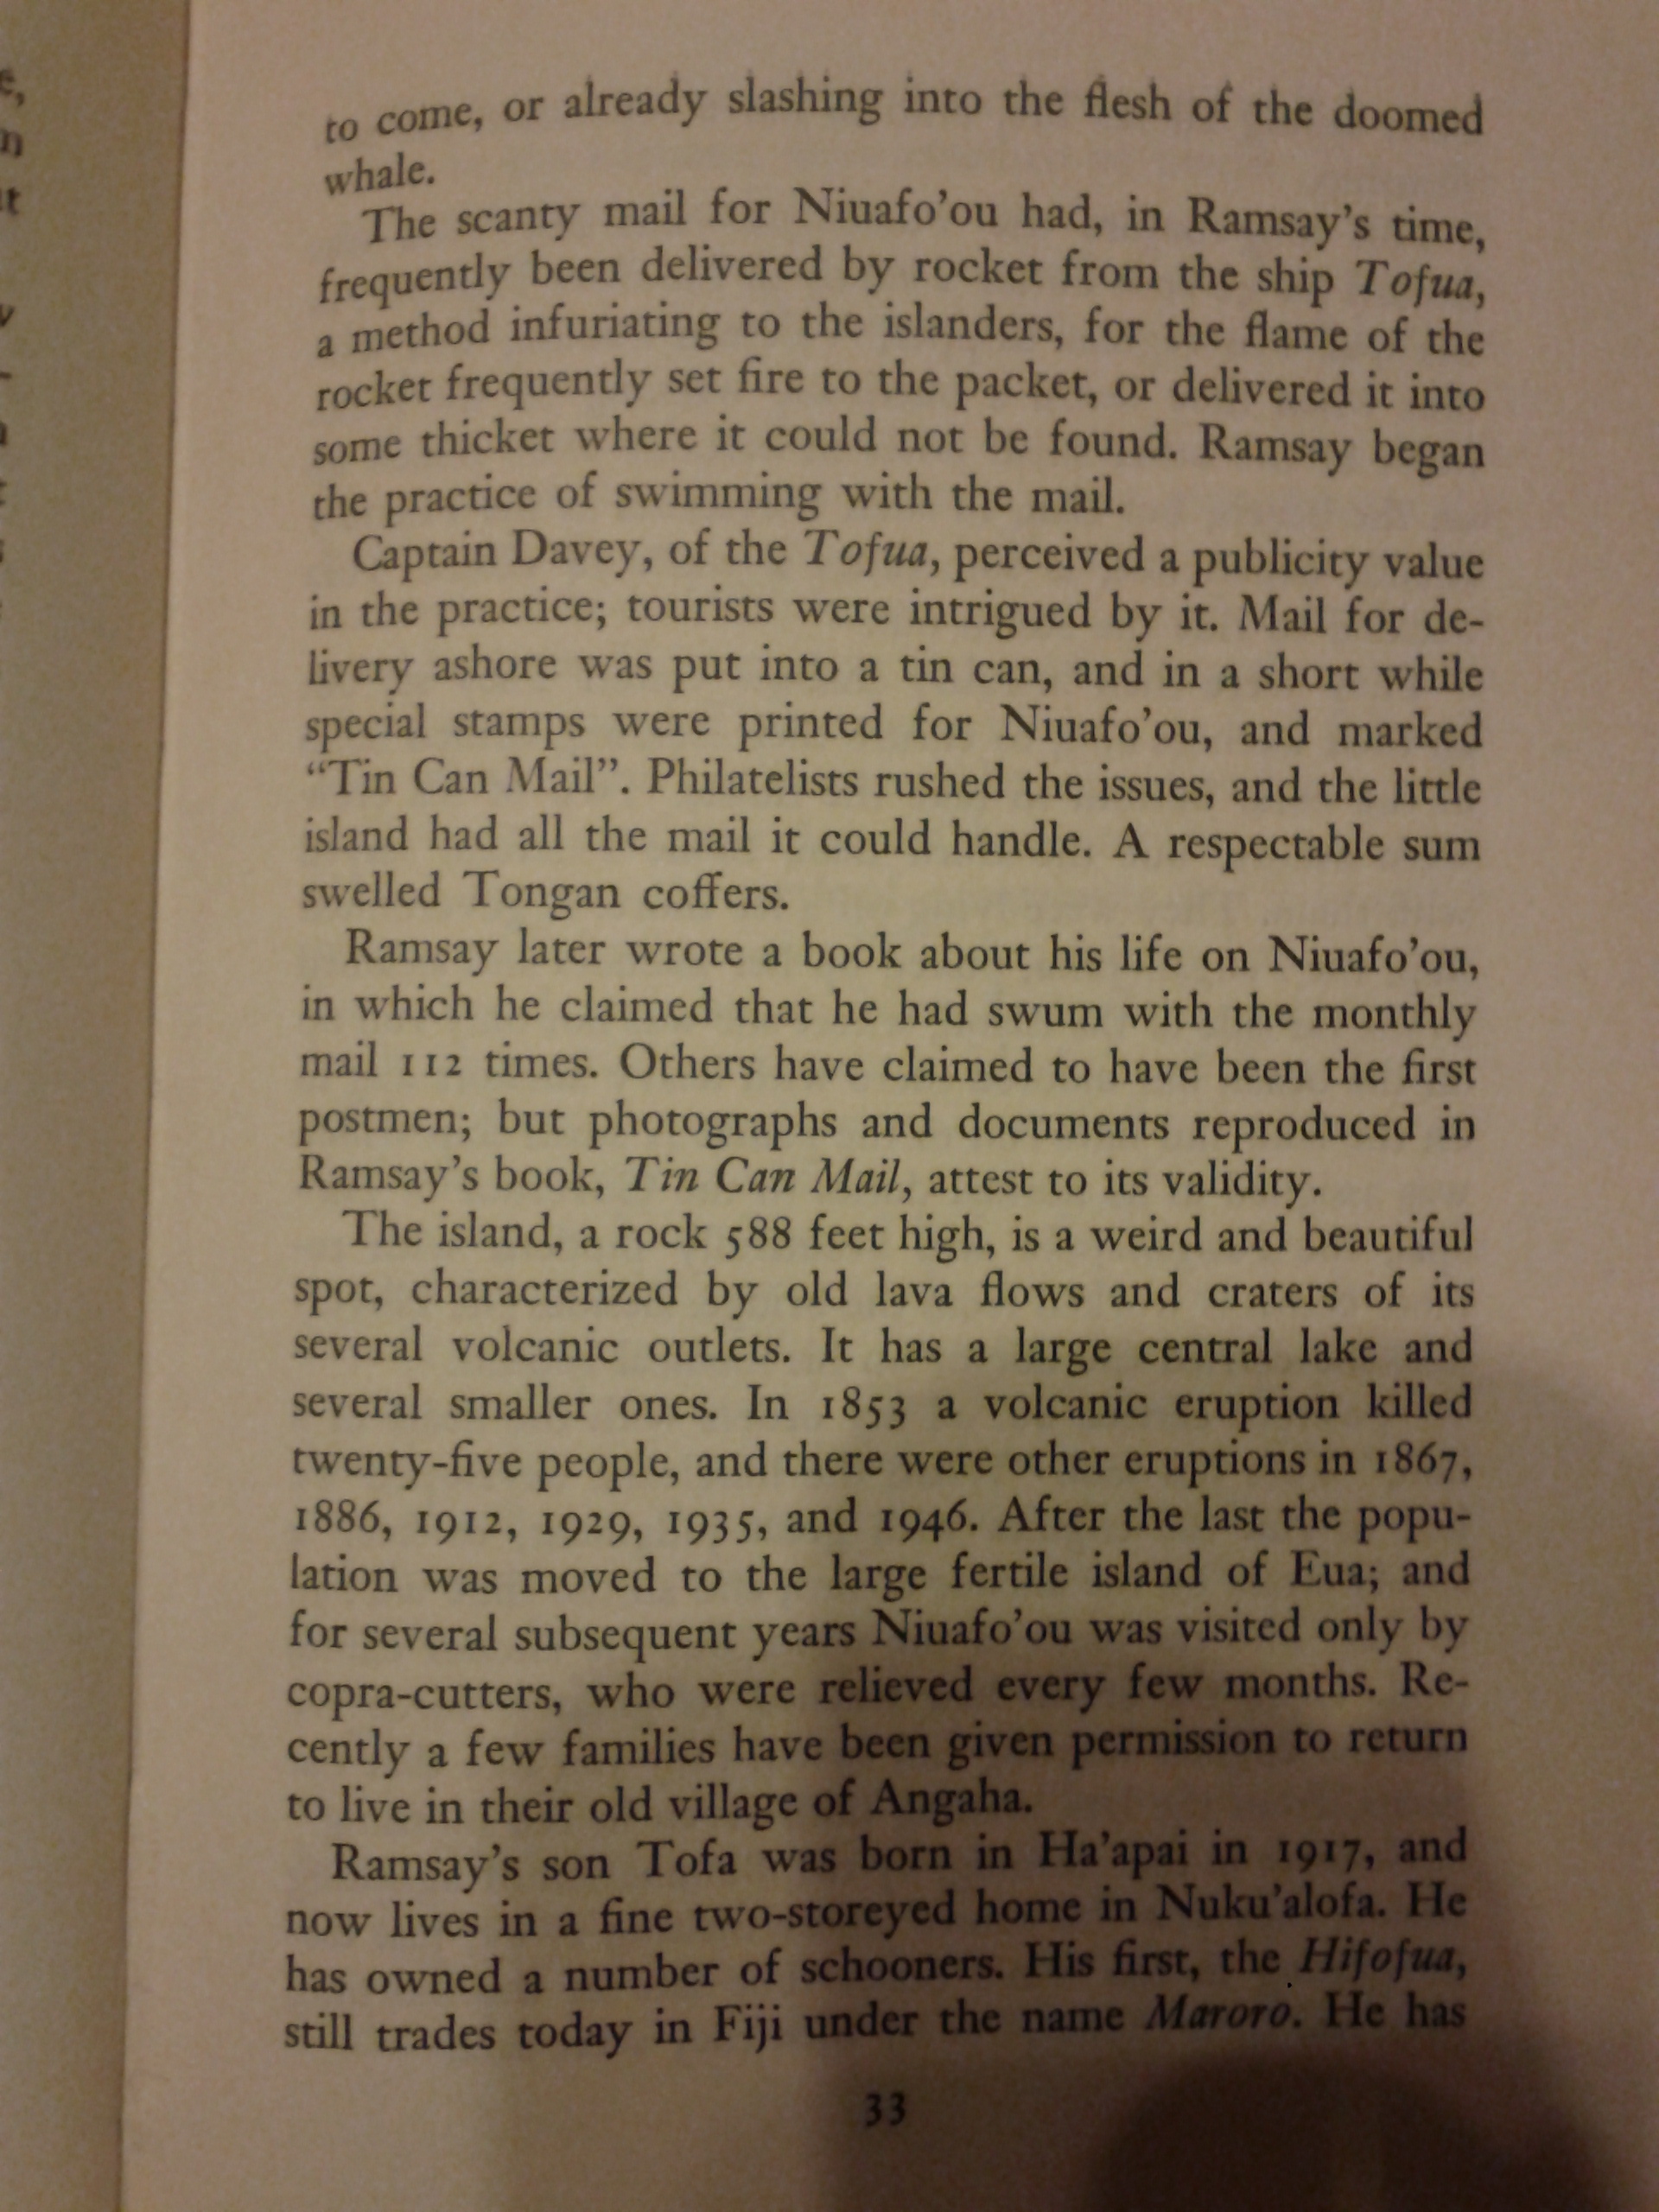 to come, or already slashing into the flesh of the doomed
whale.
The scanty mail for Niuafo'ou had, in Ramsay's time,
frequently been delivered by rocket from the ship Tofua,
a method infuriating to the islanders, for the flame of the
rocket frequently set fire to the packet, or delivered it into
some thicket where it could not be found. Ramsay began
the practice of swimming with the mail.
Captain Davey, of the Tofua, perceived a publicity value
in the practice; tourists were intrigued by it. Mail for de-
livery ashore was put into a tin can, and in a short while
special stamps were printed for Niuafo'ou, and marked
“Tin Can Mail”. Philatelists rushed the issues, and the little
island had all the mail it could handle. A respectable sum
swelled Tongan coffers.
Ramsay later wrote a book about his life on Niuafo'ou,
in which he claimed that he had swum with the monthly
mail 112 times. Others have claimed to have been the first
postmen; but photographs and documents reproduced in
Ramsay's book, Tin Can Mail, attest to its validity.
The island, a rock 588 feet high, is a weird and beautiful
spot, characterized by old lava flows and craters of its
several volcanic outlets. It has a large central lake and
several smaller ones. In 1853 a volcanic eruption killed
twenty-five people, and there were other eruptions in 1867,
1886, 1912, 1929, 1935, and 1946. After the last the popu-
lation was moved to the large fertile island of Eua; and
for several subsequent years Niuafo'ou was visited only by
copra-cutters, who were relieved every few months. Re-
cently a few families have been given permission to return
to live in their old village of Angaha.
Ramsay's son Tofa was born in Ha'apai in 1917, and
now lives in a fine two-storeyed home in Nuku'alofa. He
has owned a number of schooners. His first, the Hifofua,
still trades today in Fiji under the name Maroro. He has
33